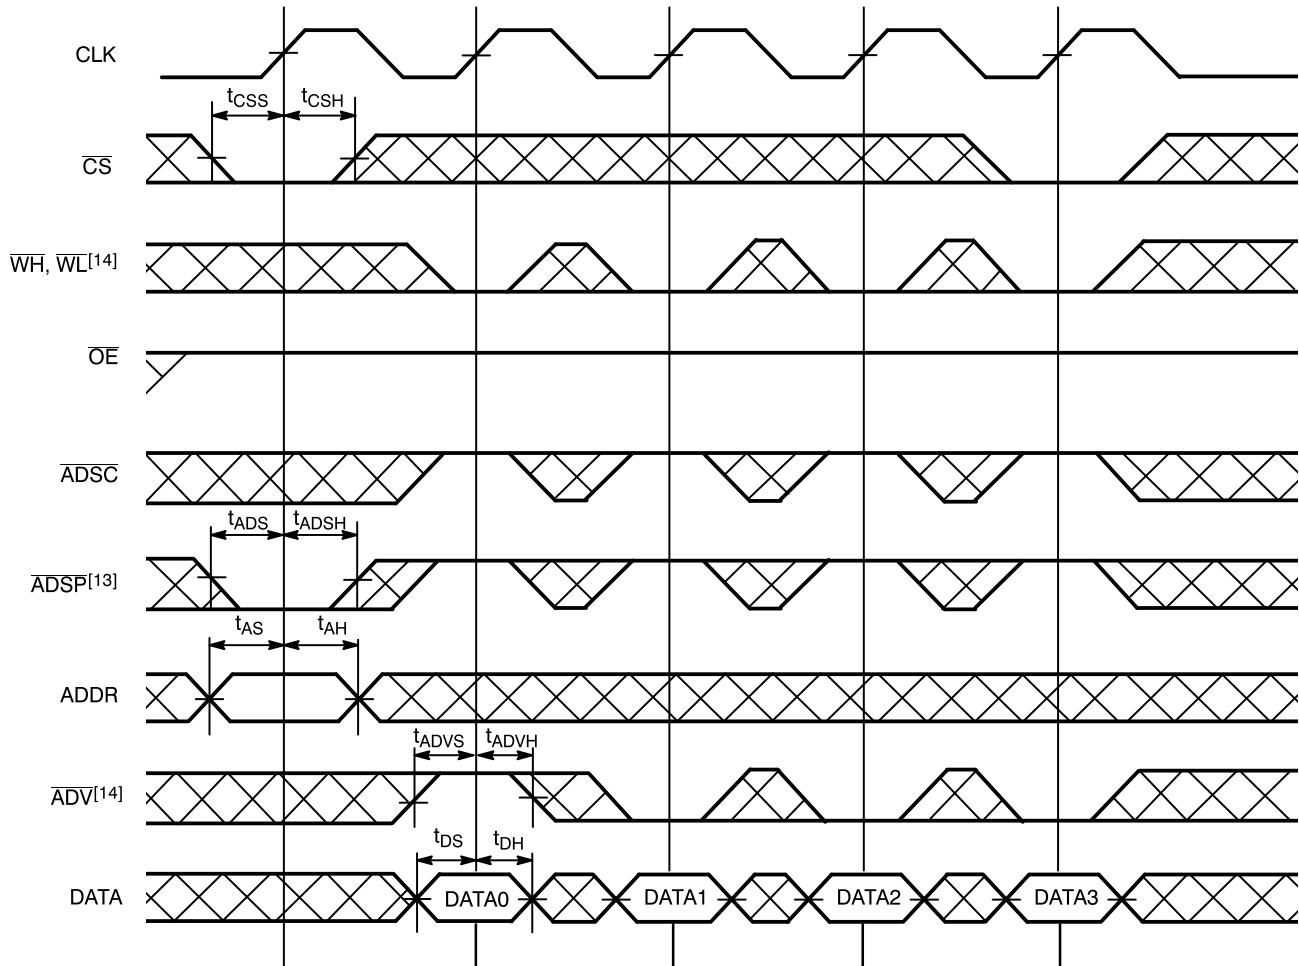 CLK
tCSS
tCSH
CS
WH, WL[14]
OE
ADSC
tADS
tADSH
ADSP[13]
tAS
tAH
ADDR
tADVS
tADVH
ADV[14]
tDS
tDH
DATA
DATA0
DATA1
DATA2
DATA3